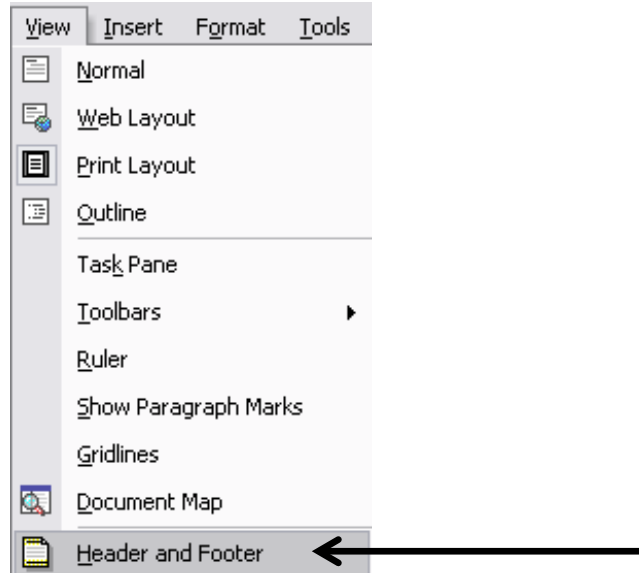 View Insert Format Tools
Normal
Web Layout
Print Layout
Outline
Task Pane
Toolbars
Ruler
Show Paragraph Marks
Gridlines
Document Map
Header and Footer